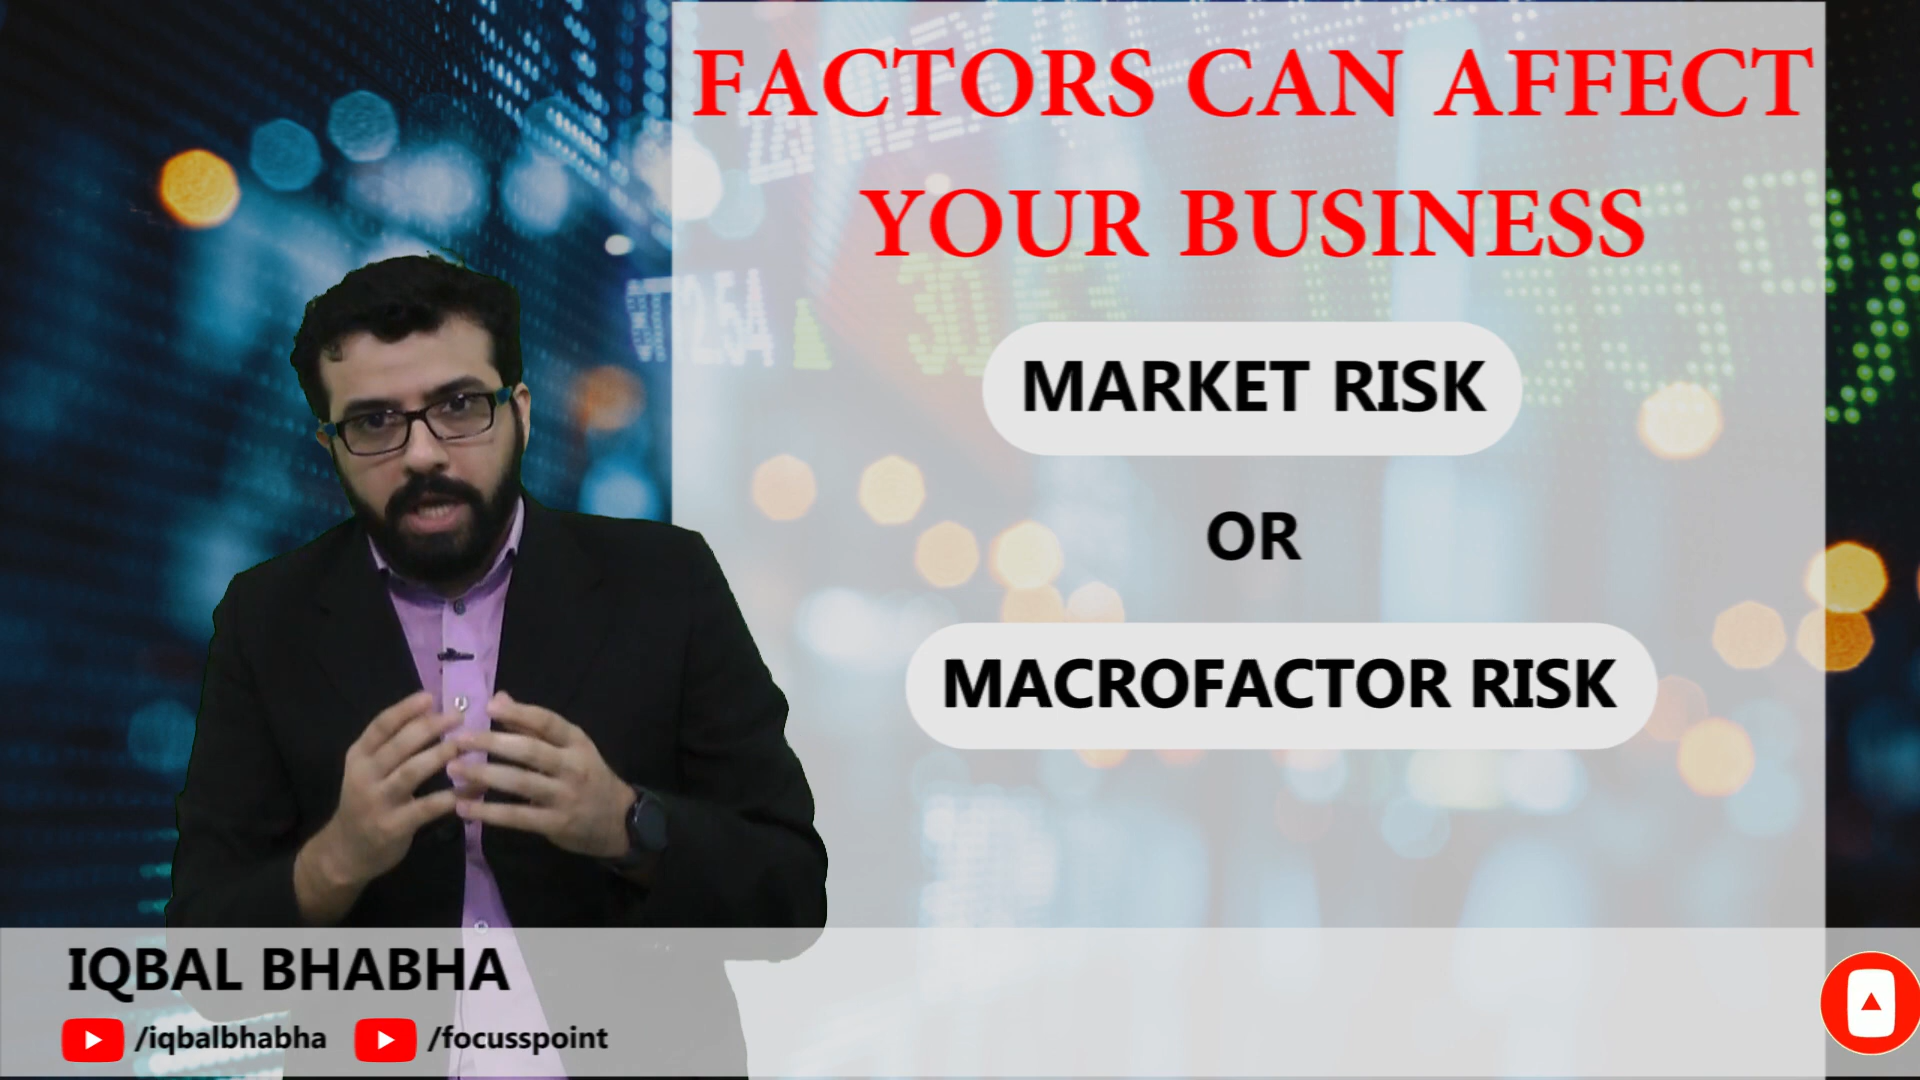 FACTORS CAN AFFECT
YOUR BUSINESS
MARKET RISK
OR
MACROFACTOR RISK
IQBAL BHABHA
/iqbalbhabha /focusspoint